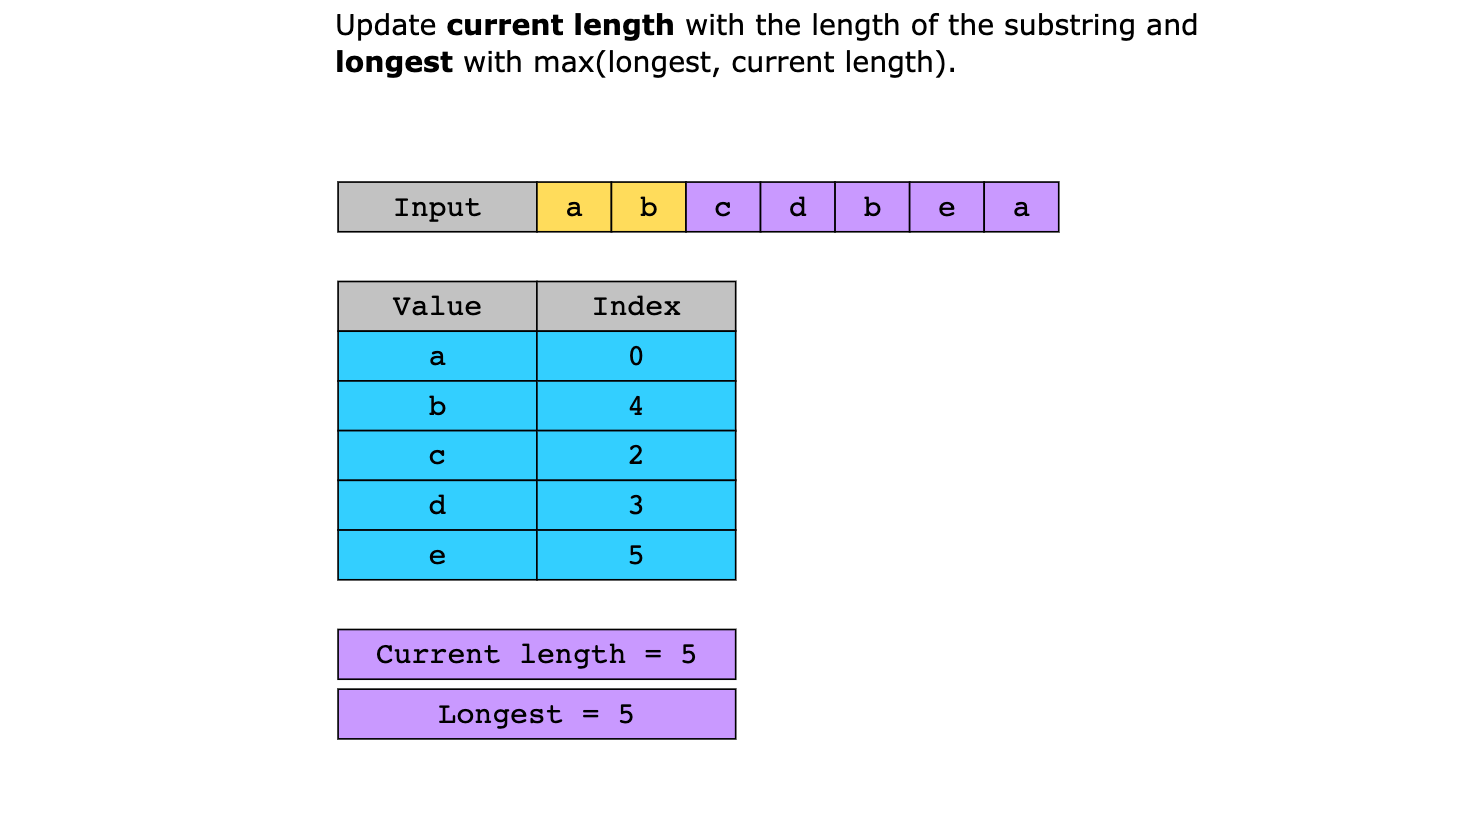 Update current length with the length of the substring and
longest with max(longest, current length).
Input a b c d b e a
Value Index
a 0
b 4
c 2
d 3
e 5
Current length = 5
Longest = 5